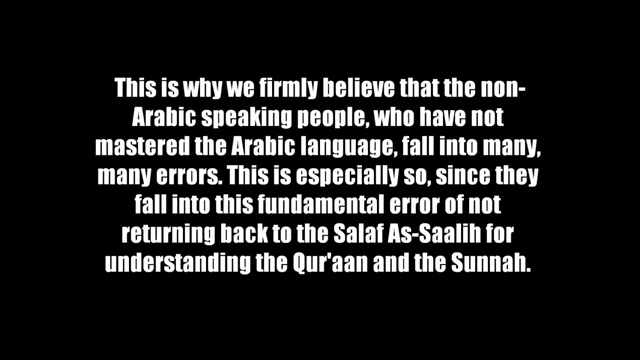 This is why we firmly believe that the non-
Arabic speaking people, who have not
mastered the Arabic language, fall into many,
many errors. This is especially so, since they
fall into this fundamental error of not
returning back to the Salaf As-Saalih for
understanding the Qur'aan and the Sunnah.